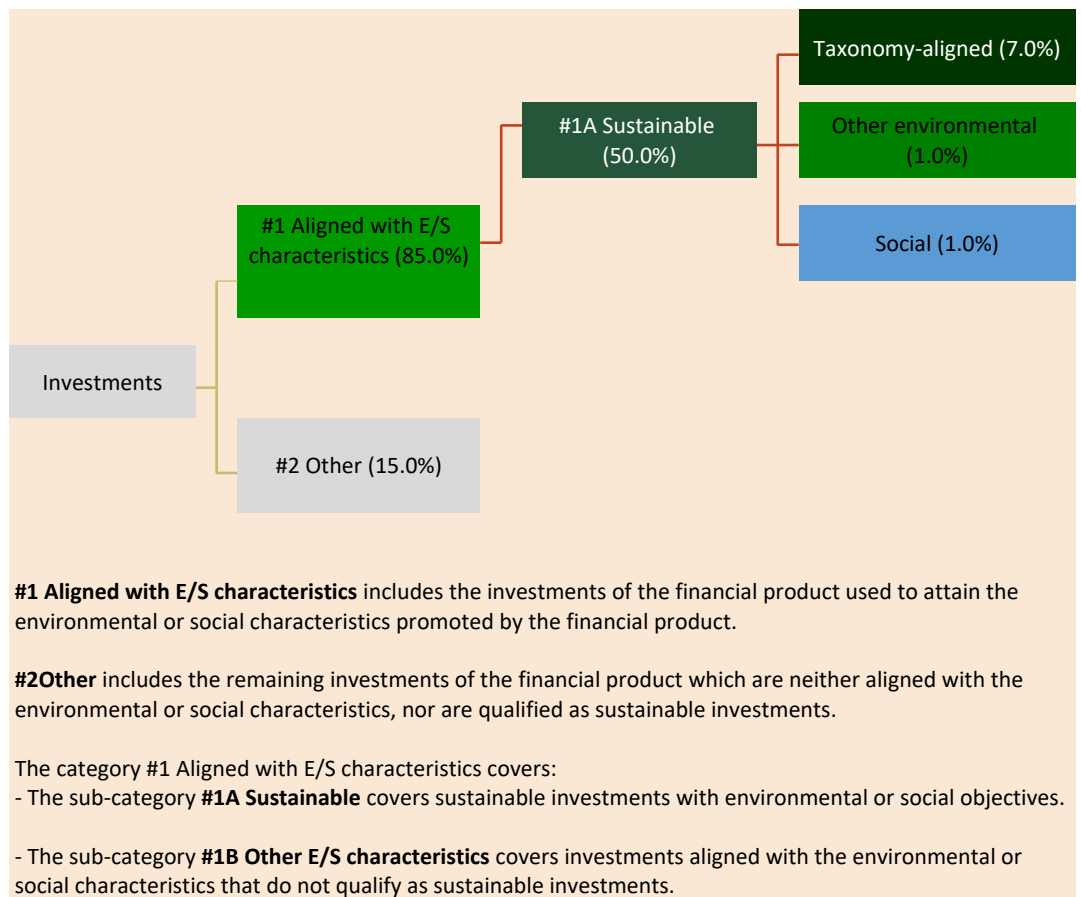 Taxonomy-aligned (7.0%)
#1A Sustainable
(50.0%)
Other environmental
(1.0%)
#1 Aligned with E/S
characteristics (85.0%)
Social (1.0%)
Investments
#2 Other (15.0%)
#1 Aligned with E/S characteristics includes the investments of the financial product used to attain the
environmental or social characteristics promoted by the financial product.
#2Other includes the remaining investments of the financial product which are neither aligned with the
environmental or social characteristics, nor are qualified as sustainable investments.
The category #1 Aligned with E/S characteristics covers:
- The sub-category #1A Sustainable covers sustainable investments with environmental or social objectives.
- The sub-category #1B Other E/S characteristics covers investments aligned with the environmental or
social characteristics that do not qualify as sustainable investments.